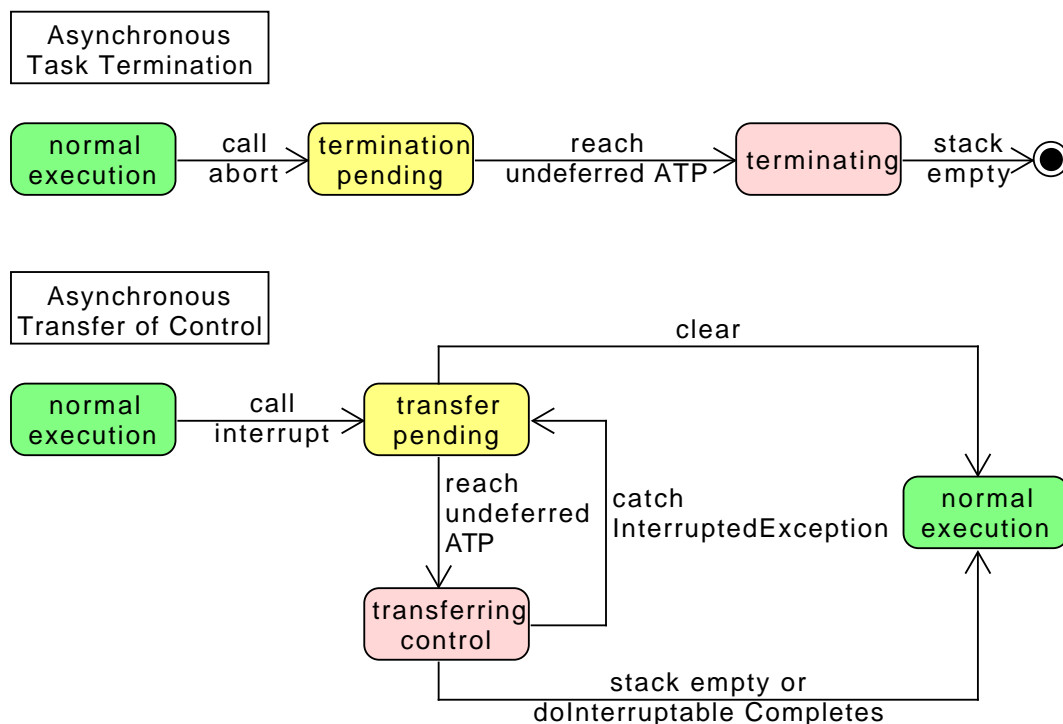 Asynchronous
Task Termination
normal
execution
call
abort
termination
pending
reach
undeferred ATP
terminating
stack
empty
Asynchronous
Transfer of Control
clear
normal
execution
call
interrupt
transfer
pending
reach
undeferred
ATP
catch
InterruptedException
normal
execution
transferring
control
stack empty or
doInterruptable Completes